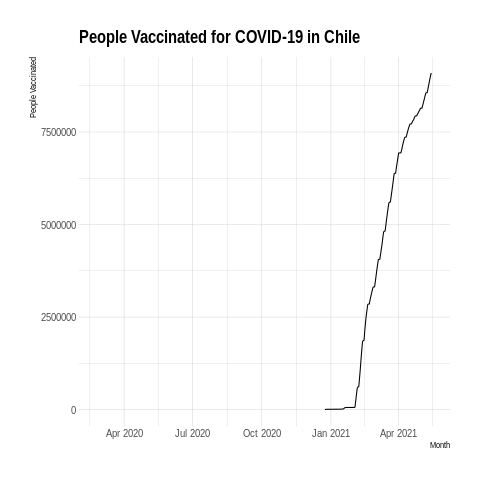 People Vaccinated for COVID-19 in Chile
People Vaccinated
7500000
5000000
2500000
0
Apr 2020 Jul 2020 Oct 2020 Jan 2021 Apr 2021
Month